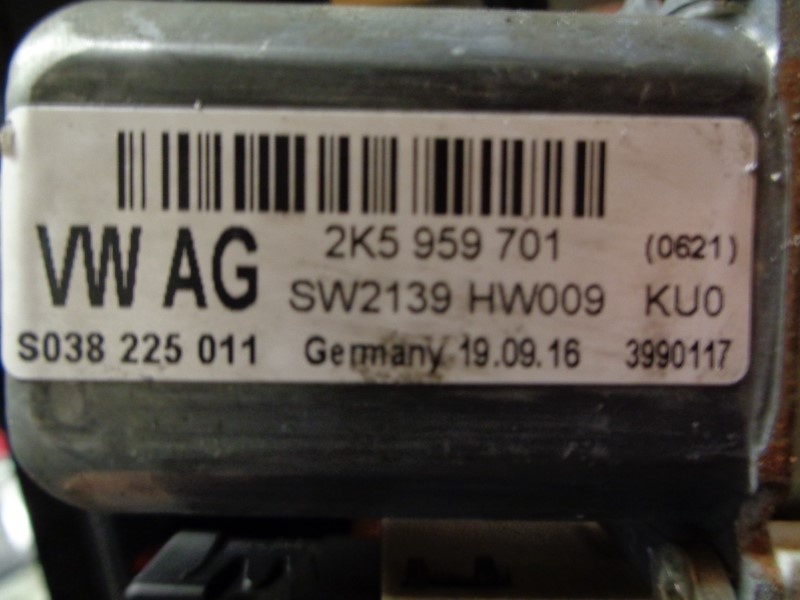 VW AG 2K5 959 701 (0621)
SW2139 HW009 KU0
S038 225 011 Germany 19.09.16 3990117